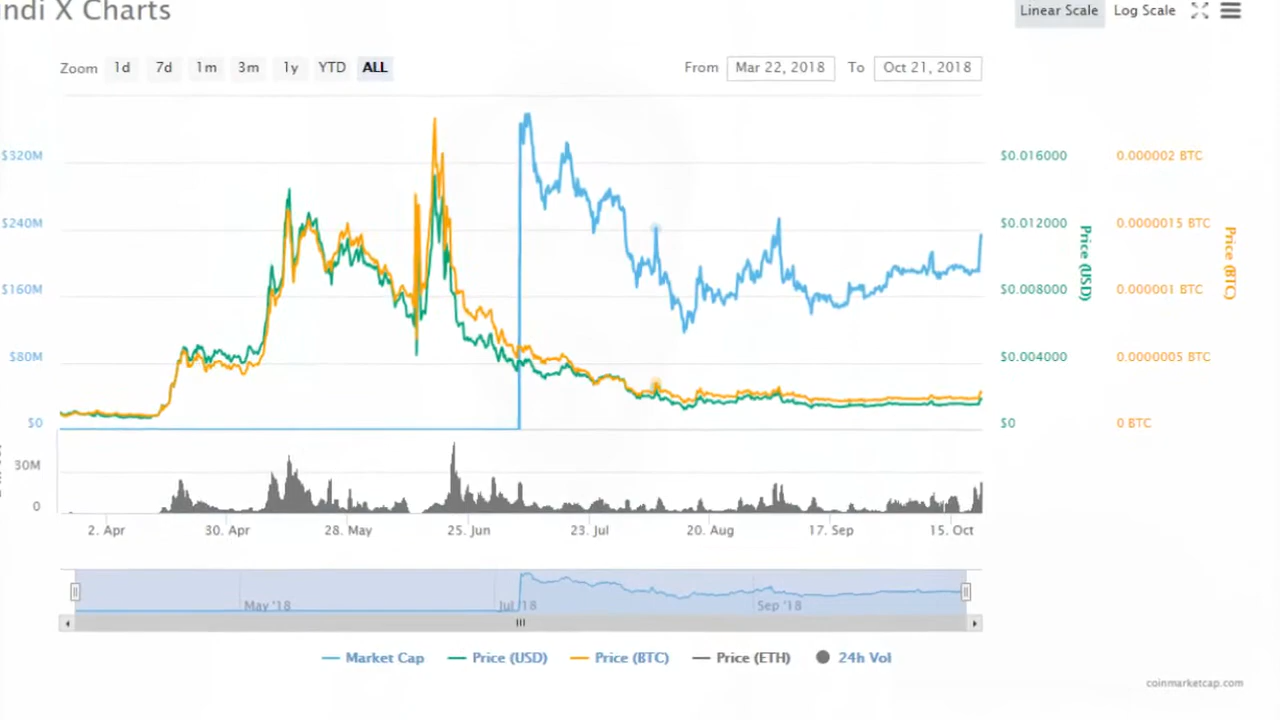 ndi X Charts
Linear Scale Log Scale
Zoom 1d 7d 1m 3m 1y YTD ALL
From Mar 22, 2018 To Oct 21, 2018
$320M $0.016000 0.000002 BTC
$240M $0.012000 0.0000015 BTC
$160M $0.008000 0.000001 BTC
$80M $0.004000 0.0000005 BTC
$0 $0 0 BTC
Price (USD)
Price (BTC)
30M
0
2. Apr 30. Apr 28. May 25. Jun 23. Jul 20. Aug 17. Sep 15. Oct
May '18 Jul '18 Sep '18
Market Cap Price (USD) Price (BTC) Price (ETH) 24h Vol
coinmarketcap.com